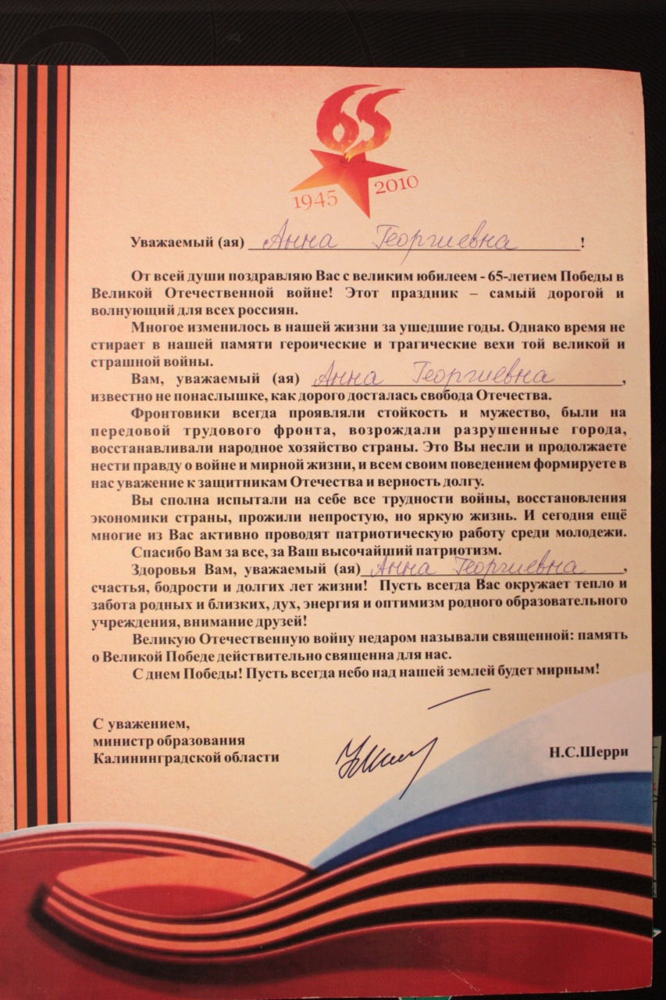 65
1945 2010
Уважаемый (ая) Анна Георгиевна !
От всей души поздравляю Вас с великим юбилеем - 65-летием Победы в
Великой Отечественной войне! Этот праздник – самый дорогой и
волнующий для всех россиян.
Многое изменилось в нашей жизни за ушедшие годы. Однако время не
стирает в нашей памяти героические и трагические вехи той великой и
страшной войны.
Вам, уважаемый (ая) Анна Георгиевна ,
известно не понаслышке, как дорого досталась свобода Отечества.
Фронтовики всегда проявляли стойкость и мужество, были на
передовой трудового фронта, возрождали разрушенные города,
восстанавливали народное хозяйство страны. Это Вы несли и продолжаете
нести правду о войне и мирной жизни, и всем своим поведением формируете в
нас уважение к защитникам Отечества и верность долгу.
Вы сполна испытали на себе все трудности войны, восстановления
экономики страны, прожили непростую, но яркую жизнь. И сегодня ещё
многие из Вас активно проводят патриотическую работу среди молодежи.
Спасибо Вам за все, за Ваш высочайший патриотизм.
Здоровья Вам, уважаемый (ая) Анна Георгиевна ,
счастья, бодрости и долгих лет жизни! Пусть всегда Вас окружает тепло и
забота родных и близких, дух, энергия и оптимизм родного образовательного
учреждения, внимание друзей!
Великую Отечественную войну недаром называли священной: память
о Великой Победе действительно священна для нас.
С днем Победы! Пусть всегда небо над нашей землей будет мирным!
С уважением,
министр образования
Калининградской области Н.С.Шерри